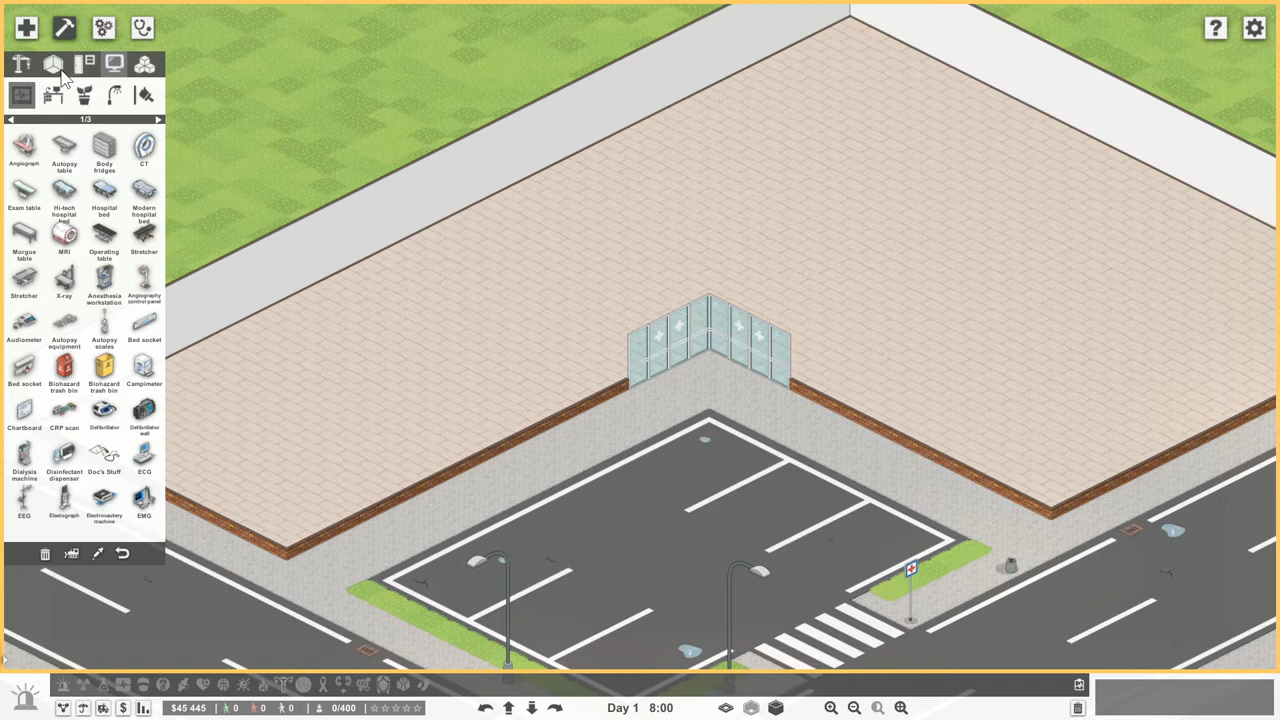 ?
1/3
Angiograph
Autopsy table
Body fridges
CT
Exam table
Hi-tech hospital bed
Hospital bed
Modern hospital bed
Morgue table
MRI
Operating table
Stretcher
Stretcher
X-ray
Anesthesia workstation
Angiography control panel
Audiometer
Autopsy equipment
Autopsy scales
Bed socket
Bed socket
Biohazard trash bin
Biohazard trash bin
Campimeter
Chartboard
CRP scan
Defibrillator
Defibrillator wall
Dialysis machine
Disinfectant dispenser
Doc's Stuff
ECG
EEG
Elastograph
Electrosautery machine
EMG
$
$45 445
0
0
0
0/400
Day 1 8:00